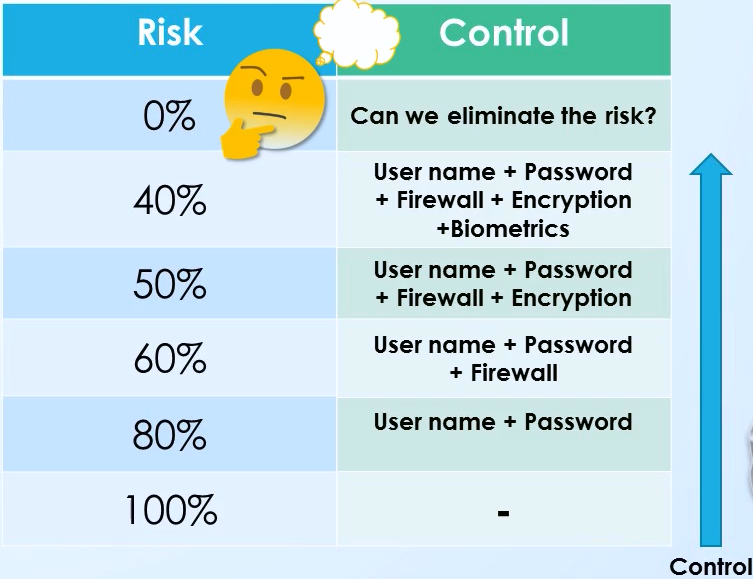 Risk
Control
0%
Can we eliminate the risk?
40%
User name + Password
+ Firewall + Encryption
+Biometrics
50%
User name + Password
+ Firewall + Encryption
60%
User name + Password
+ Firewall
80%
User name + Password
100%
-
Control